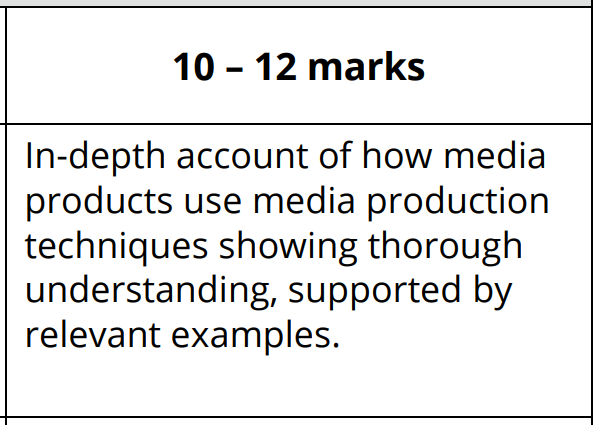 10 – 12 marks
In-depth account of how media
products use media production
techniques showing thorough
understanding, supported by
relevant examples.